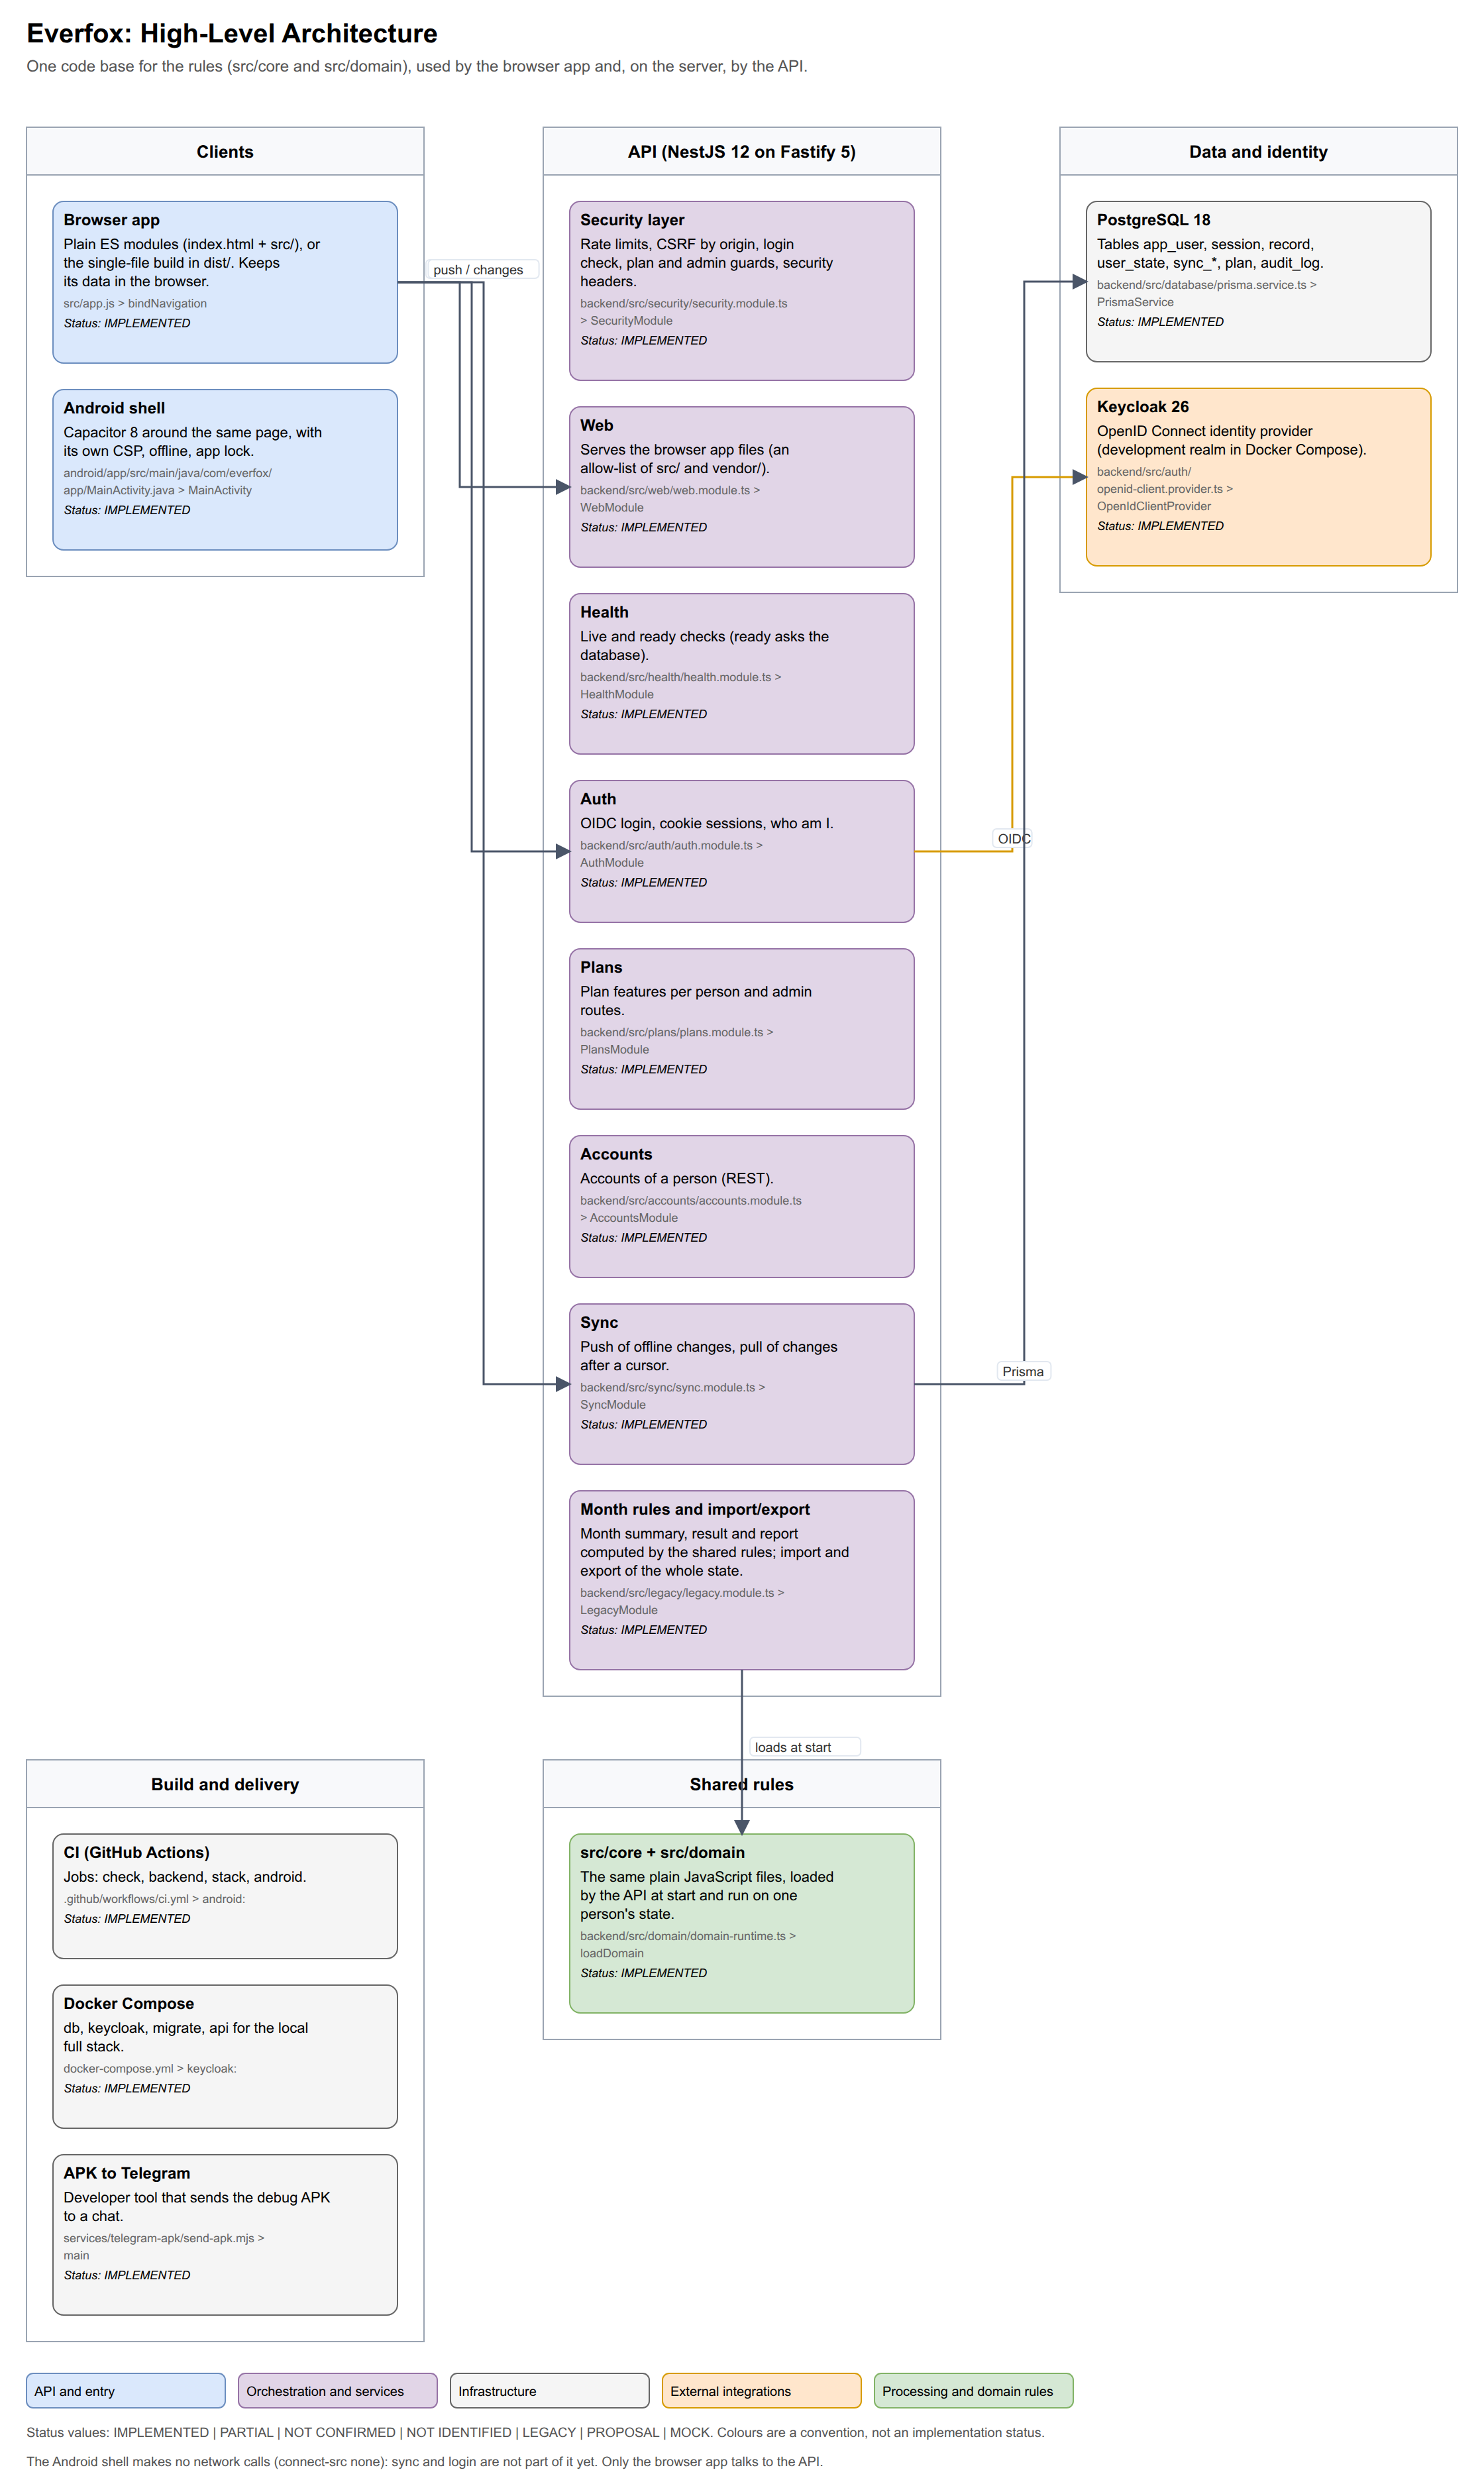 Everfox: High-Level Architecture
One code base for the rules (src/core and src/domain), used by the browser app and, on the server, by the API.
Clients
Browser app
Plain ES modules (index.html + src/), or
the single-file build in dist/. Keeps
its data in the browser.
src/app.js > bindNavigation
Status: IMPLEMENTED
Android shell
Capacitor 8 around the same page, with
its own CSP, offline, app lock.
android/app/src/main/java/com/everfox/
app/MainActivity.java > MainActivity
Status: IMPLEMENTED
push / changes
API (NestJS 12 on Fastify 5)
Security layer
Rate limits, CSRF by origin, login
check, plan and admin guards, security
headers.
backend/src/security/security.module.ts
> SecurityModule
Status: IMPLEMENTED
Web
Serves the browser app files (an
allow-list of src/ and vendor/).
backend/src/web/web.module.ts >
WebModule
Status: IMPLEMENTED
Health
Live and ready checks (ready asks the
database).
backend/src/health/health.module.ts >
HealthModule
Status: IMPLEMENTED
Auth
OIDC login, cookie sessions, who am I.
backend/src/auth/auth.module.ts >
AuthModule
Status: IMPLEMENTED
Plans
Plan features per person and admin
routes.
backend/src/plans/plans.module.ts >
PlansModule
Status: IMPLEMENTED
Accounts
Accounts of a person (REST).
backend/src/accounts/accounts.module.ts
> AccountsModule
Status: IMPLEMENTED
Sync
Push of offline changes, pull of changes
after a cursor.
backend/src/sync/sync.module.ts >
SyncModule
Status: IMPLEMENTED
Month rules and import/export
Month summary, result and report
computed by the shared rules; import and
export of the whole state.
backend/src/legacy/legacy.module.ts >
LegacyModule
Status: IMPLEMENTED
OIDC
Prisma
Data and identity
PostgreSQL 18
Tables app_user, session, record,
user_state, sync_*, plan, audit_log.
backend/src/database/prisma.service.ts >
PrismaService
Status: IMPLEMENTED
Keycloak 26
OpenID Connect identity provider
(development realm in Docker Compose).
backend/src/auth/
openid-client.provider.ts >
OpenIdClientProvider
Status: IMPLEMENTED
loads at start
Build and delivery
CI (GitHub Actions)
Jobs: check, backend, stack, android.
.github/workflows/ci.yml > android:
Status: IMPLEMENTED
Docker Compose
db, keycloak, migrate, api for the local
full stack.
docker-compose.yml > keycloak:
Status: IMPLEMENTED
APK to Telegram
Developer tool that sends the debug APK
to a chat.
services/telegram-apk/send-apk.mjs >
main
Status: IMPLEMENTED
Shared rules
src/core + src/domain
The same plain JavaScript files, loaded
by the API at start and run on one
person's state.
backend/src/domain/domain-runtime.ts >
loadDomain
Status: IMPLEMENTED
API and entry
Orchestration and services
Infrastructure
External integrations
Processing and domain rules
Status values: IMPLEMENTED | PARTIAL | NOT CONFIRMED | NOT IDENTIFIED | LEGACY | PROPOSAL | MOCK. Colours are a convention, not an implementation status.
The Android shell makes no network calls (connect-src none): sync and login are not part of it yet. Only the browser app talks to the API.